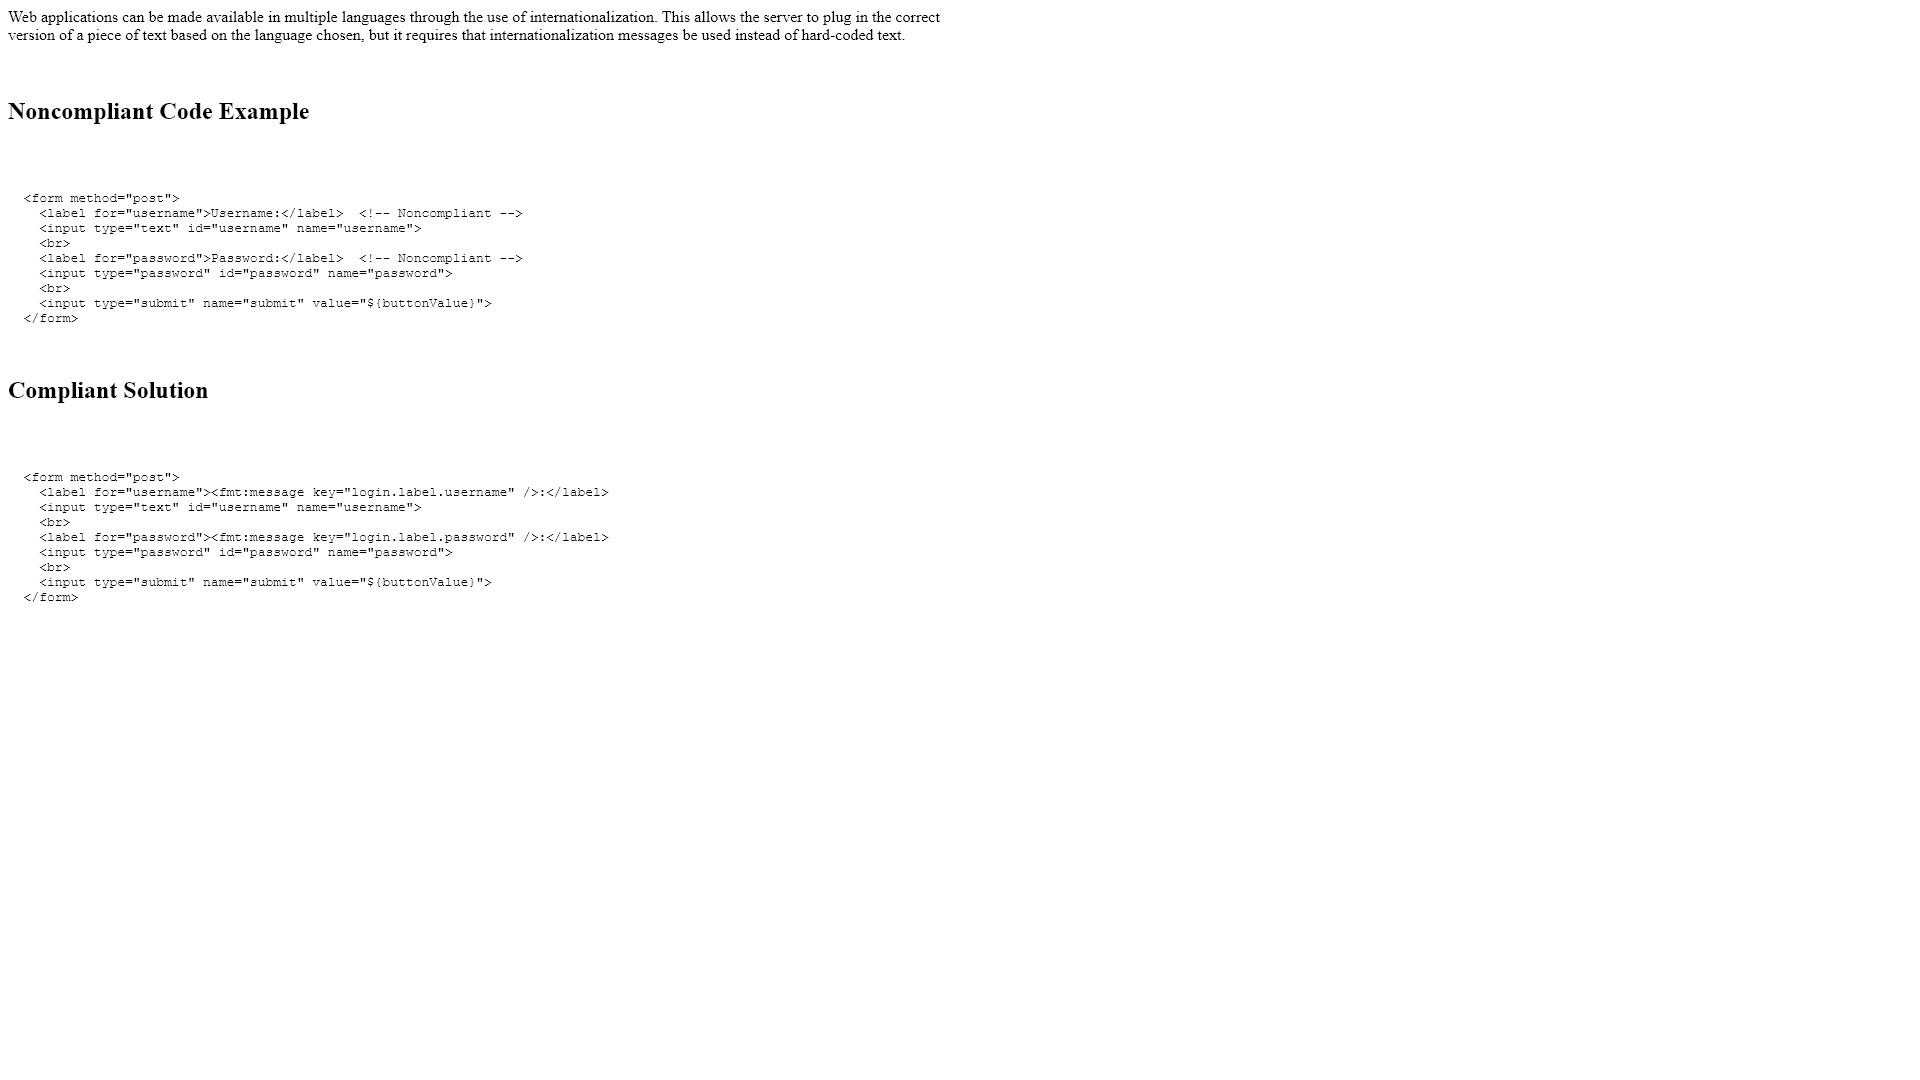 Web applications can be made available in multiple languages through the use of internationalization. This allows the server to plug in the correct
version of a piece of text based on the language chosen, but it requires that internationalization messages be used instead of hard-coded text.
Noncompliant Code Example
<form method="post">
  <label for="username">Username:</label>  <!-- Noncompliant -->
  <input type="text" id="username" name="username">
  <br>
  <label for="password">Password:</label>  <!-- Noncompliant -->
  <input type="password" id="password" name="password">
  <br>
  <input type="submit" name="submit" value="${buttonValue}">
</form>
Compliant Solution
<form method="post">
  <label for="username"><fmt:message key="login.label.username" />:</label>
  <input type="text" id="username" name="username">
  <br>
  <label for="password"><fmt:message key="login.label.password" />:</label>
  <input type="password" id="password" name="password">
  <br>
  <input type="submit" name="submit" value="${buttonValue}">
</form>